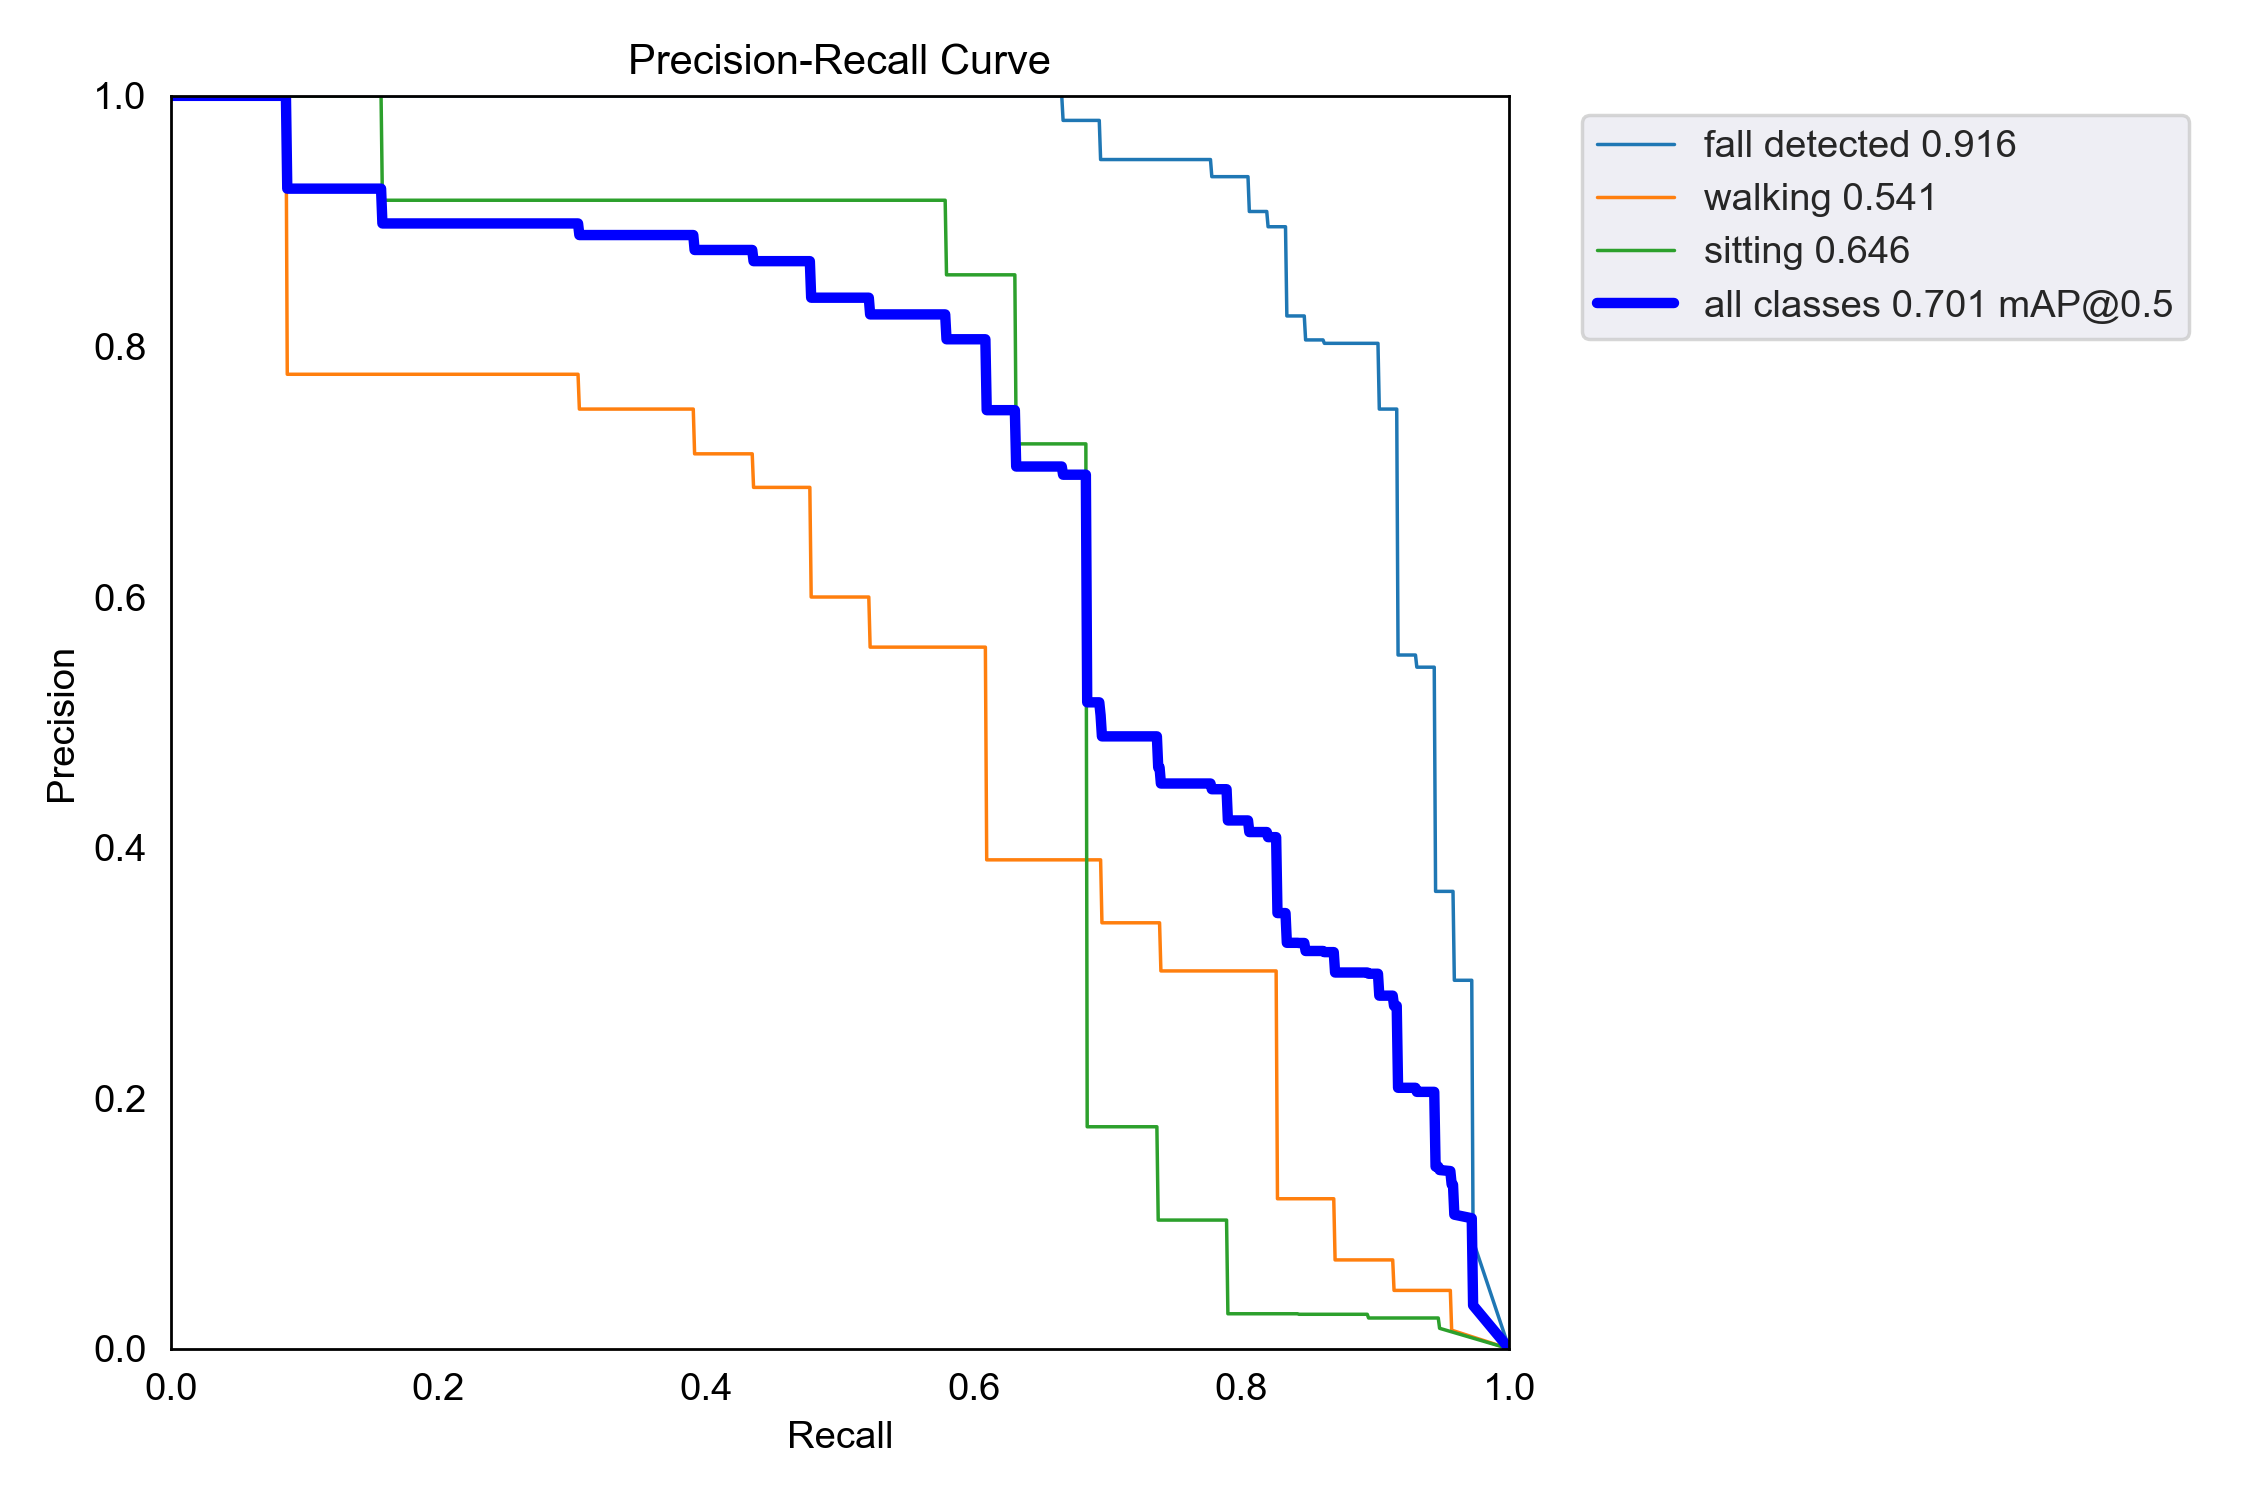 Precision-Recall Curve
1.0
0.8
0.6
0.4
0.2
0.0
Precision
0.0 0.2 0.4 0.6 0.8 1.0
Recall
fall detected 0.916
walking 0.541
sitting 0.646
all classes 0.701 mAP@0.5